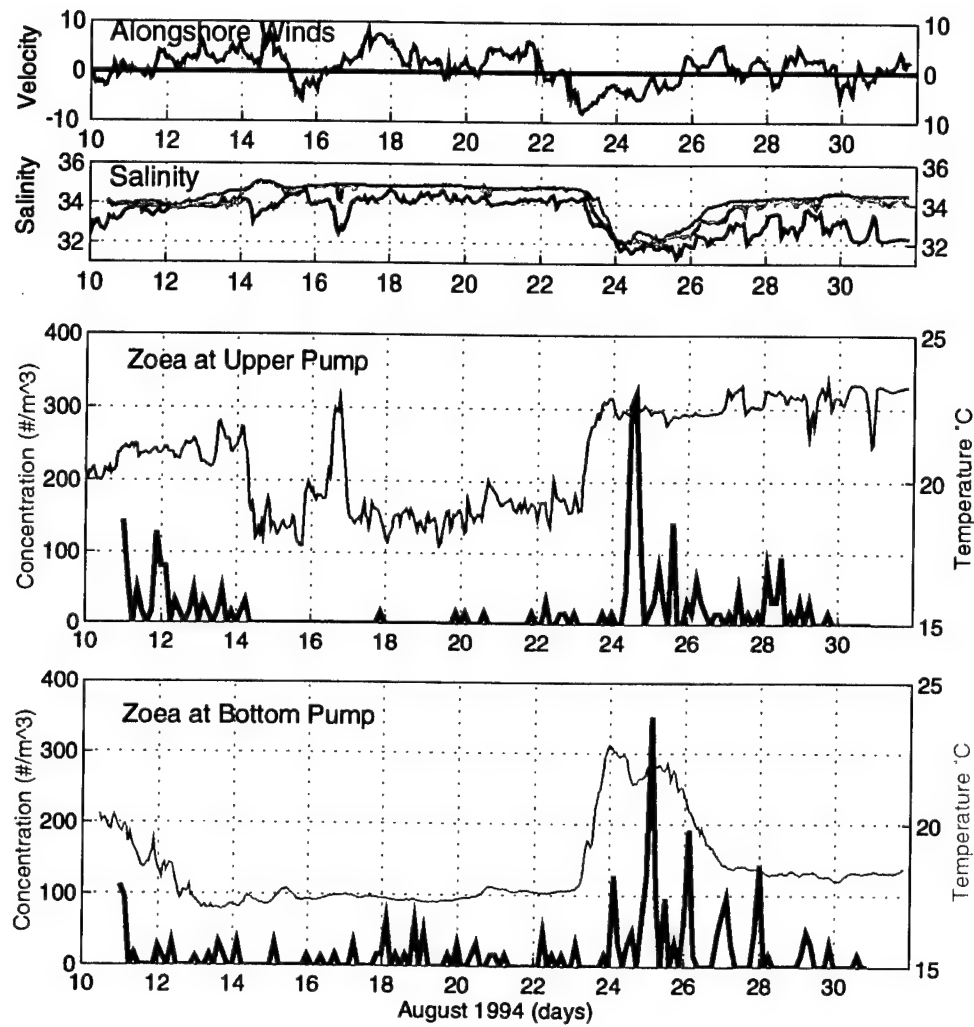 Alongshore Winds
Velocity
10
0
-10
10
0
10
10 12 14 16 18 20 22 24 26 28 30
Salinity
Salinity
36
34
32
36
34
32
10 12 14 16 18 20 22 24 26 28 30
Zoea at Upper Pump
Concentration (#/m^3)
400
300
200
100
0
25
20
15
Temperature °C
10 12 14 16 18 20 22 24 26 28 30
Zoea at Bottom Pump
Concentration (#/m^3)
400
300
200
100
0
25
20
15
Temperature °C
10 12 14 16 18 20 22 24 26 28 30
August 1994 (days)